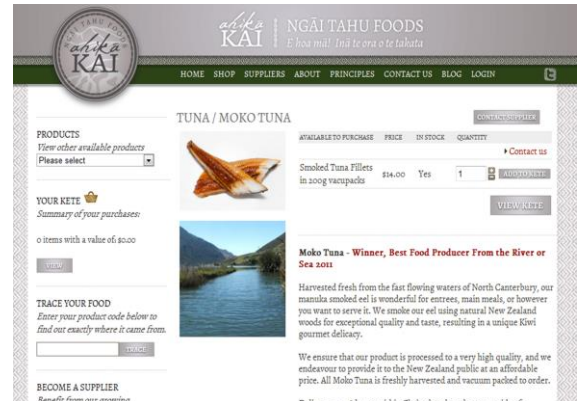 NGĀI TAHU FOODS
ahika
KAI
NGĀI TAHU FOODS
E hoa mā! Inā te ora o te takata
HOME SHOP SUPPLIERS ABOUT PRINCIPLES CONTACT US BLOG LOGIN
TUNA / MOKO TUNA
CONTACT SUPPLIER
PRODUCTS
View other available products
Please select
AVAILABLE TO PURCHASE PRICE IN STOCK QUANTITY
Contact us
Smoked Tuna Fillets
in 200g vacupacks
$14.00 Yes 1 ADD TO KETE
VIEW KETE
YOUR KETE
Summary of your purchases:
0 items with a value of: $0.00
VIEW
TRACE YOUR FOOD
Enter your product code below to
find out exactly where it came from.
TRACE
BECOME A SUPPLIER
Benefit from our growing
Moko Tuna - Winner, Best Food Producer From the River or
Sea 2011
Harvested fresh from the fast flowing waters of North Canterbury, our
manuka smoked eel is wonderful for entrees, main meals, or however
you want to serve it. We smoke our eel using natural New Zealand
woods for exceptional quality and taste, resulting in a unique Kiwi
gourmet delicacy.
We ensure that our product is processed to a very high quality, and we
endeavour to provide it to the New Zealand public at an affordable
price. All Moko Tuna is freshly harvested and vacuum packed to order.